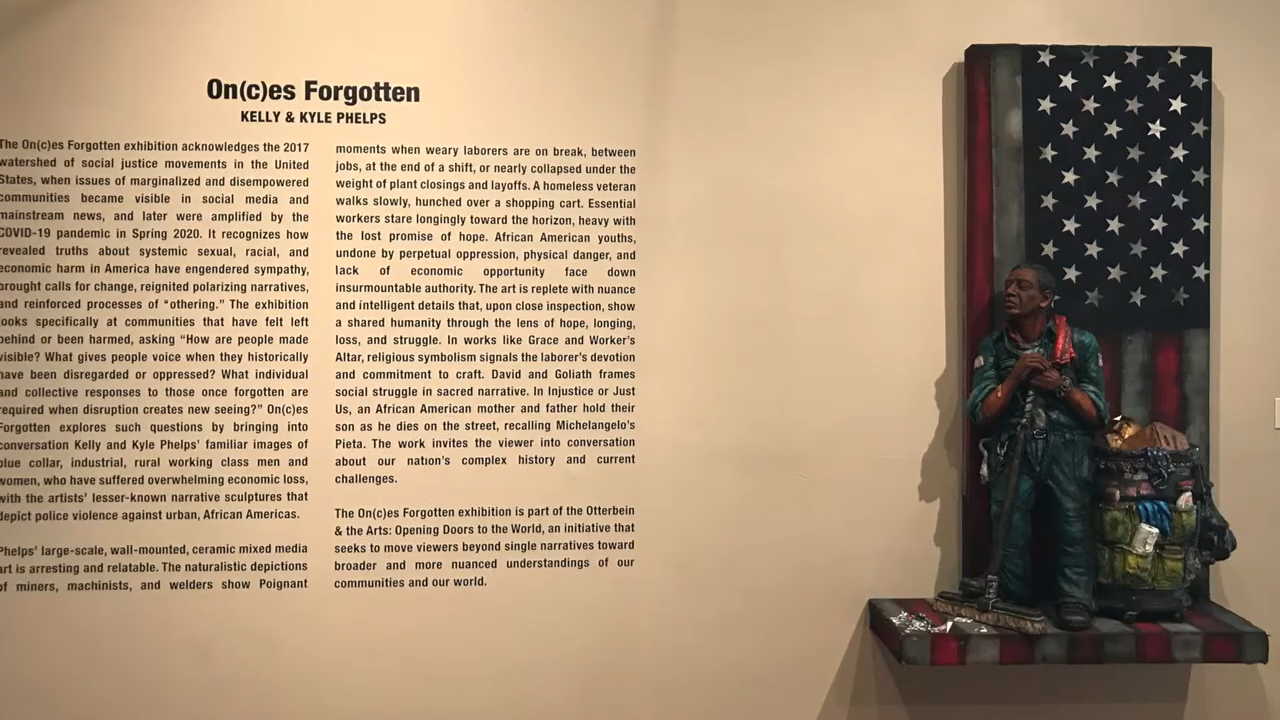 On(c)es Forgotten
KELLY & KYLE PHELPS
The On(c)es Forgotten exhibition acknowledges the 2017
watershed of social justice movements in the United
States, when issues of marginalized and disempowered
communities became visible in social media and
mainstream news, and later were amplified by the
COVID-19 pandemic in Spring 2020. It recognizes how
revealed truths about systemic sexual, racial, and
economic harm in America have engendered sympathy,
brought calls for change, reignited polarizing narratives,
and reinforced processes of “othering.” The exhibition
looks specifically at communities that have felt left
behind or been harmed, asking “How are people made
visible? What gives people voice when they historically
have been disregarded or oppressed? What individual
and collective responses to those once forgotten are
required when disruption creates new seeing?” On(c)es
Forgotten explores such questions by bringing into
conversation Kelly and Kyle Phelps’ familiar images of
blue collar, industrial, rural working class men and
women, who have suffered overwhelming economic loss,
with the artists’ lesser-known narrative sculptures that
depict police violence against urban, African Americas.
Phelps’ large-scale, wall-mounted, ceramic mixed media
art is arresting and relatable. The naturalistic depictions
of miners, machinists, and welders show Poignant
moments when weary laborers are on break, between
jobs, at the end of a shift, or nearly collapsed under the
weight of plant closings and layoffs. A homeless veteran
walks slowly, hunched over a shopping cart. Essential
workers stare longingly toward the horizon, heavy with
the lost promise of hope. African American youths,
undone by perpetual oppression, physical danger, and
lack of economic opportunity face down
insurmountable authority. The art is replete with nuance
and intelligent details that, upon close inspection, show
a shared humanity through the lens of hope, longing,
loss, and struggle. In works like Grace and Worker’s
Altar, religious symbolism signals the laborer’s devotion
and commitment to craft. David and Goliath frames
social struggle in sacred narrative. In Injustice or Just
Us, an African American mother and father hold their
son as he dies on the street, recalling Michelangelo’s
Pieta. The work invites the viewer into conversation
about our nation’s complex history and current
challenges.
The On(c)es Forgotten exhibition is part of the Otterbein
& the Arts: Opening Doors to the World, an initiative that
seeks to move viewers beyond single narratives toward
broader and more nuanced understandings of our
communities and our world.